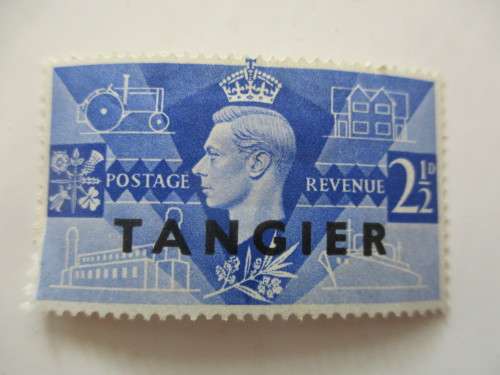 POSTAGE REVENUE 2½D
TANGIER